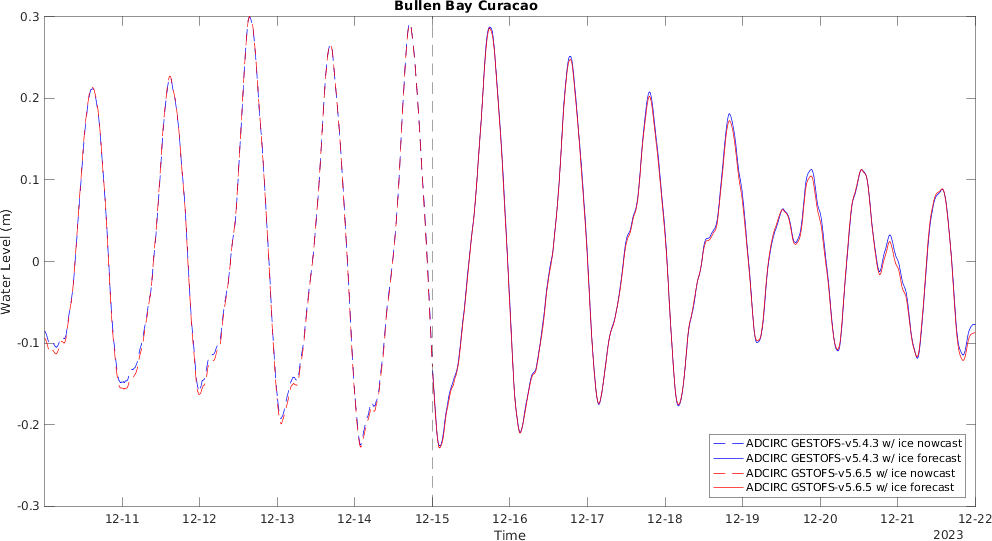 Bullen Bay Curacao
0.3
0.2
0.1
0
-0.1
-0.2
-0.3
Water Level (m)
12-11
12-12
12-13
12-14
12-15
12-16
12-17
12-18
12-19
12-20
12-21
12-22
Time
2023
ADCIRC GESTOFS-v5.4.3 w/ ice nowcast
ADCIRC GESTOFS-v5.4.3 w/ ice forecast
ADCIRC GSTOFS-v5.6.5 w/ ice nowcast
ADCIRC GSTOFS-v5.6.5 w/ ice forecast